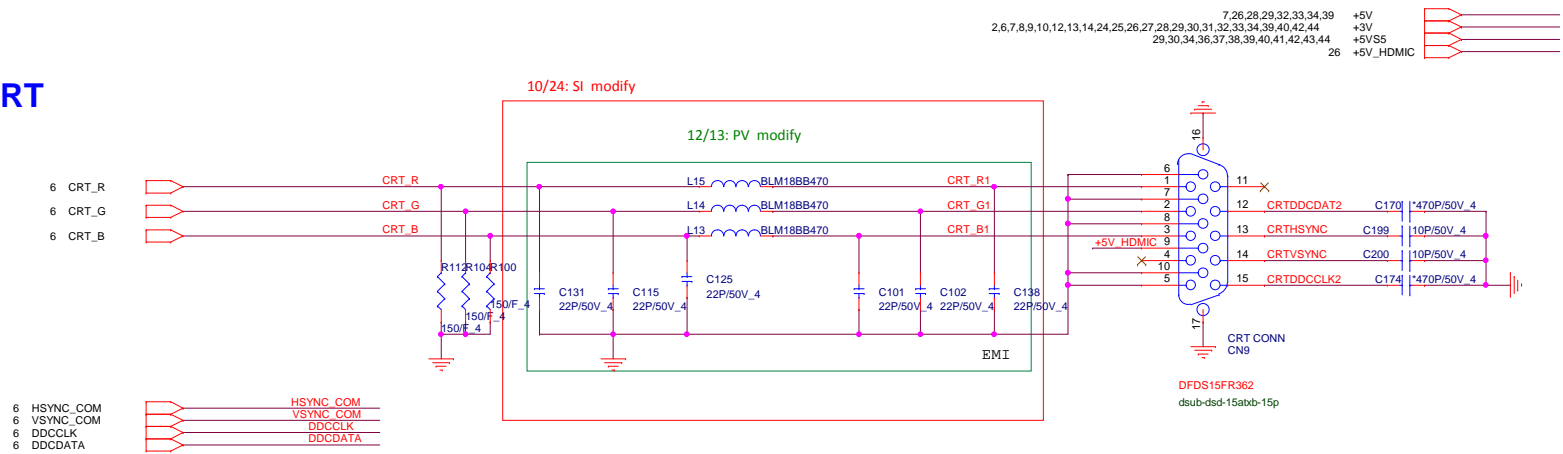 7,26,28,29,32,33,34,39 +5V
2,6,7,8,9,10,12,13,14,24,25,26,27,28,29,30,31,32,33,34,39,40,42,44 +3V
29,30,34,36,37,38,39,40,41,42,43,44 +5VS5
26 +5V_HDMIC
RT
10/24: SI modify
12/13: PV modify
16
6
6 CRT_R CRT_R L15 BLM18BB470 CRT_R1 1 11
7
6 CRT_G CRT_G L14 BLM18BB470 CRT_G1 2 12 CRTDDCDAT2 C170 *470P/50V_4
8
6 CRT_B CRT_B L13 BLM18BB470 CRT_B1 3 13 CRTHSYNC C199 10P/50V_4
+5V_HDMIC 9
4 14 CRTVSYNC C200 10P/50V_4
10
5 15 CRTDDCCLK2 C174 *470P/50V_4
R112 R104 R100
150/F_4
150/F_4
150/F_4
C131
22P/50V_4
C115
22P/50V_4
C125
22P/50V_4
C101
22P/50V_4
C102
22P/50V_4
C138
22P/50V_4
17
EMI
CRT CONN
CN9
DFDS15FR362
dsub-dsd-15atxb-15p
6 HSYNC_COM HSYNC_COM
6 VSYNC_COM VSYNC_COM
6 DDCCLK DDCCLK
6 DDCDATA DDCDATA